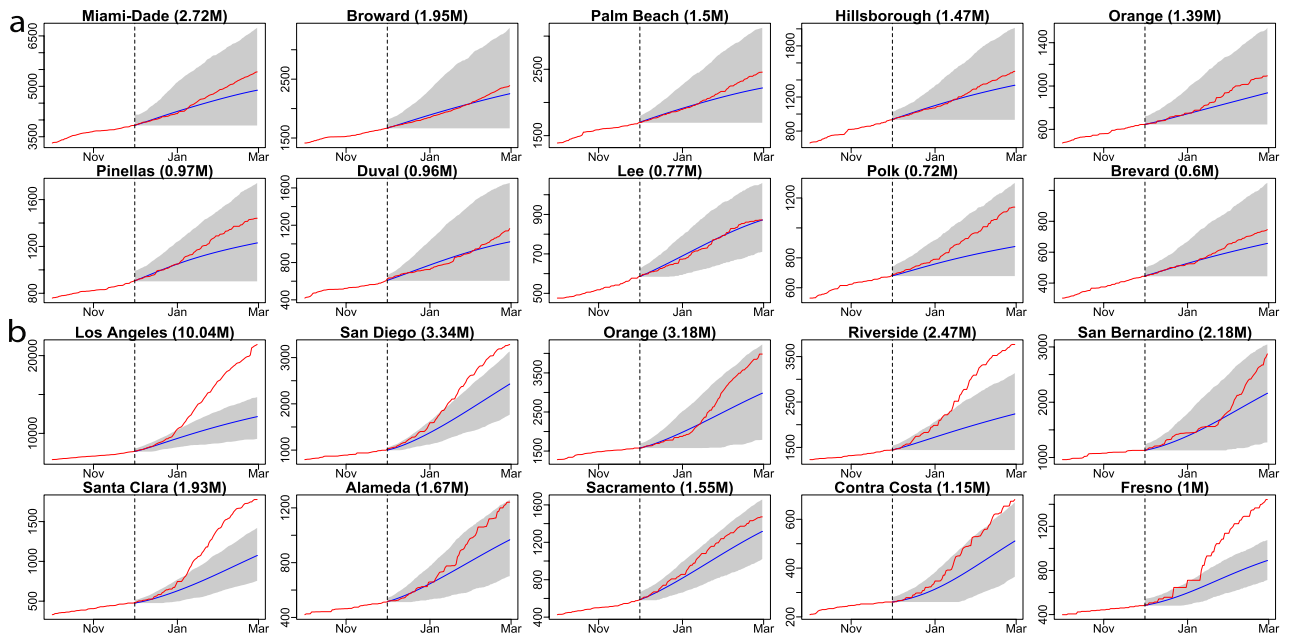 a
Miami-Dade (2.72M) Broward (1.95M) Palm Beach (1.5M) Hillsborough (1.47M) Orange (1.39M)
3500 5000 6500 1500 2500 1500 2500 800 1200 1600 2000 600 1000 1400
Nov Jan Mar Nov Jan Mar Nov Jan Mar Nov Jan Mar Nov Jan Mar
Pinellas (0.97M) Duval (0.96M) Lee (0.77M) Polk (0.72M) Brevard (0.6M)
800 1200 1600 400 800 1200 1600 500 700 900 600 800 1200 400 600 800
Nov Jan Mar Nov Jan Mar Nov Jan Mar Nov Jan Mar Nov Jan Mar
b
Los Angeles (10.04M) San Diego (3.34M) Orange (3.18M) Riverside (2.47M) San Bernardino (2.18M)
10000 20000 1000 2000 3000 1500 2500 3500 1500 2500 3500 1000 2000 3000
Nov Jan Mar Nov Jan Mar Nov Jan Mar Nov Jan Mar Nov Jan Mar
Santa Clara (1.93M) Alameda (1.67M) Sacramento (1.55M) Contra Costa (1.15M) Fresno (1M)
500 1000 1500 400 800 1200 400 800 1200 1600 200 400 600 400 600 800 1400
Nov Jan Mar Nov Jan Mar Nov Jan Mar Nov Jan Mar Nov Jan Mar